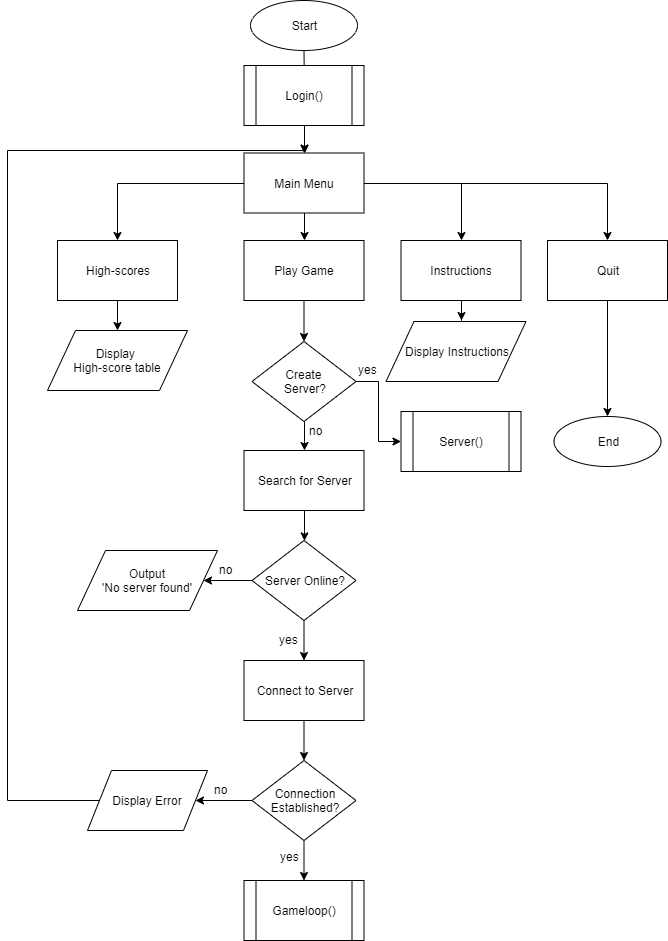 Start
Login()
Main Menu
High-scores
Play Game
Instructions
Quit
Display
High-score table
Create
Server?
yes
Display Instructions
no
Server()
End
Search for Server
Output
'No server found'
no
Server Online?
yes
Connect to Server
Display Error
no
Connection
Established?
yes
Gameloop()